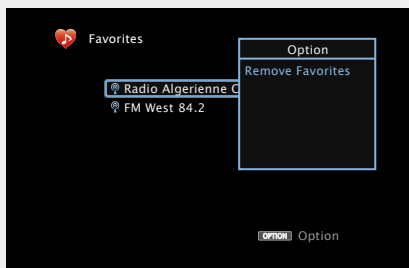 Favorites
Option
Remove Favorites
Radio Algerienne C
FM West 84.2
OPTION Option